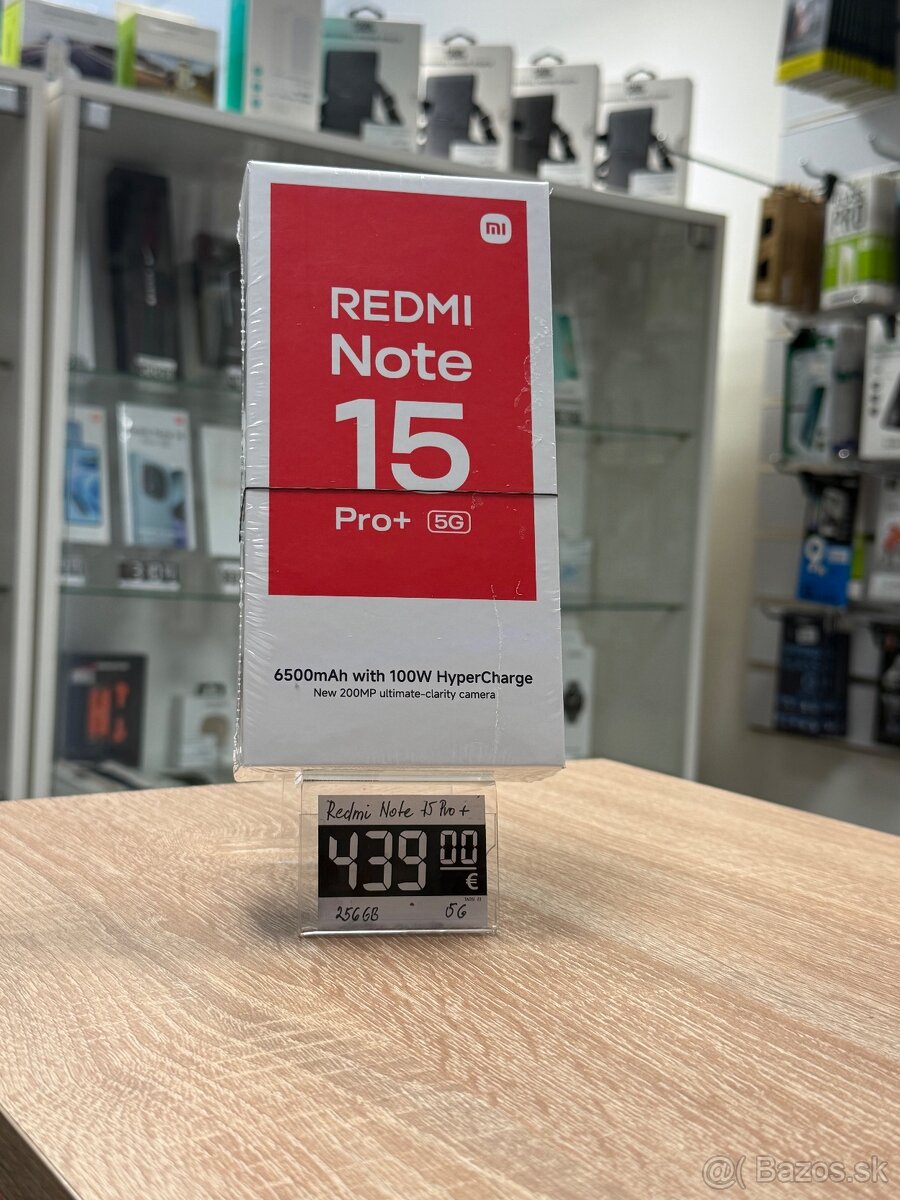 mi
REDMI
Note
15
Pro+ 5G
6500mAh with 100W HyperCharge
New 200MP ultimate-clarity camera
Redmi Note 15 Pro+
439 00
€
256GB 5G
PRO
@( Bazos.sk